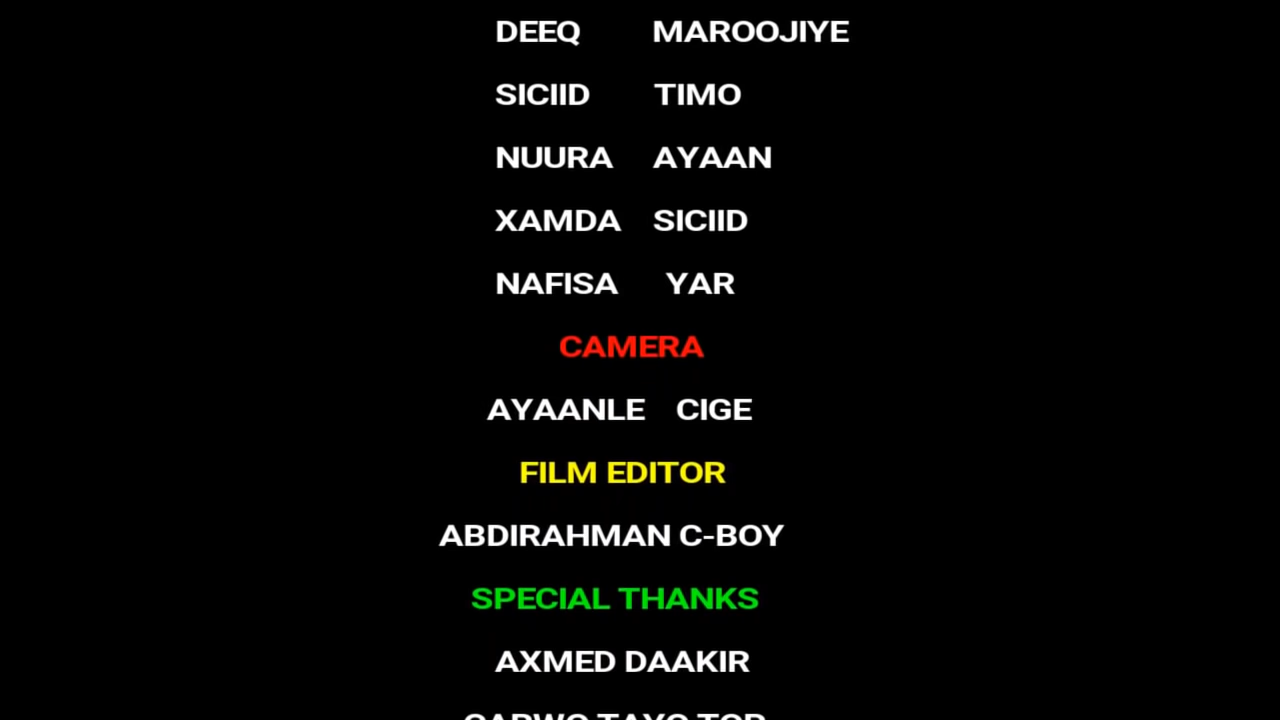 DEEQ MAROOJIYE
SICIID TIMO
NUURA AYAAN
XAMDA SICIID
NAFISA YAR
CAMERA
AYAANLE CIGE
FILM EDITOR
ABDIRAHMAN C-BOY
SPECIAL THANKS
AXMED DAAKIR